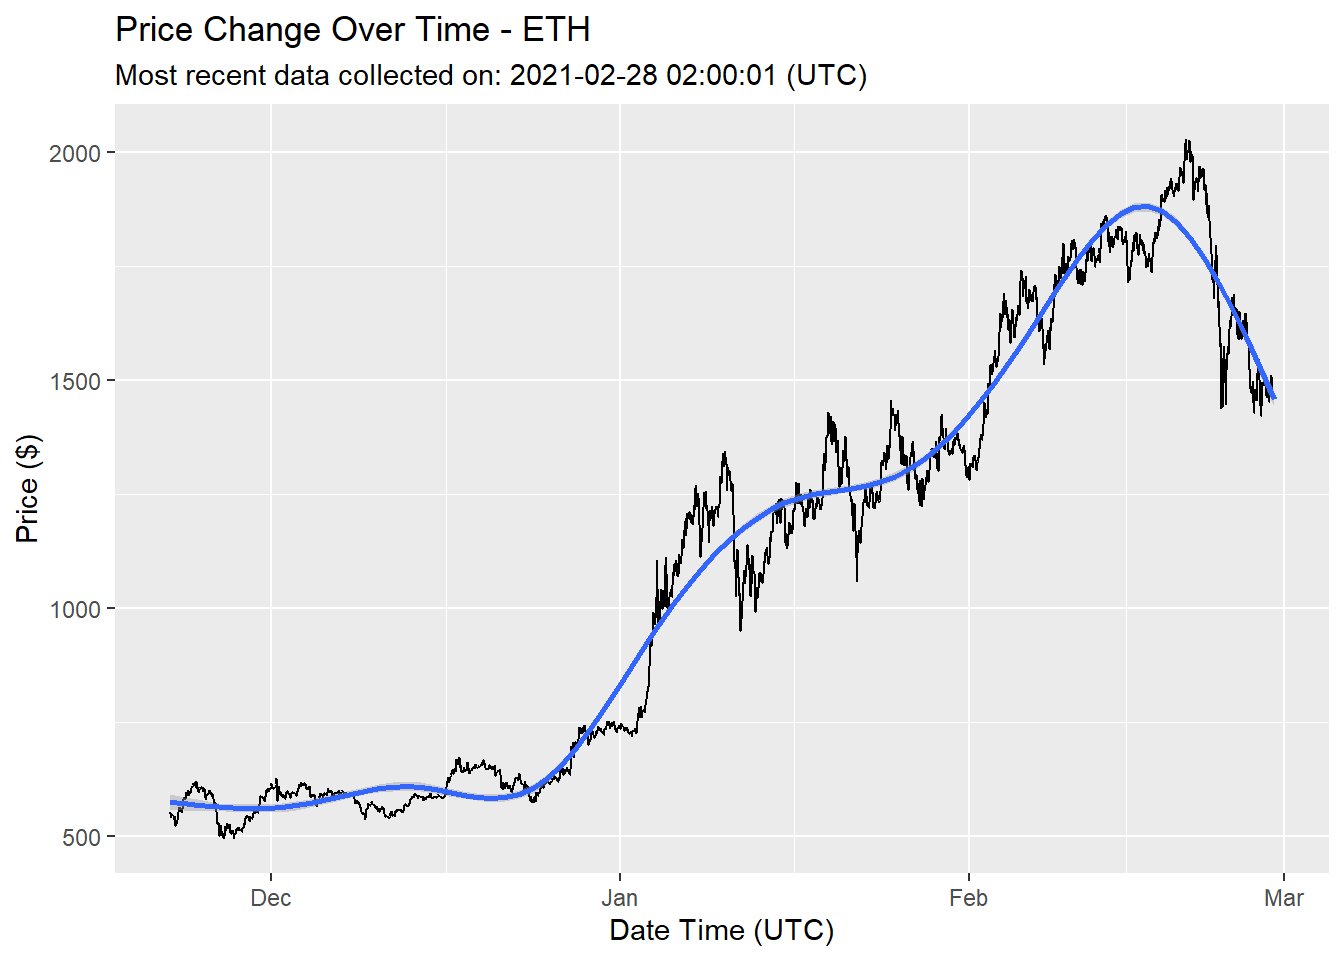 Price Change Over Time - ETH
Most recent data collected on: 2021-02-28 02:00:01 (UTC)
Price ($)
2000
1500
1000
500
Dec Jan Feb Mar
Date Time (UTC)